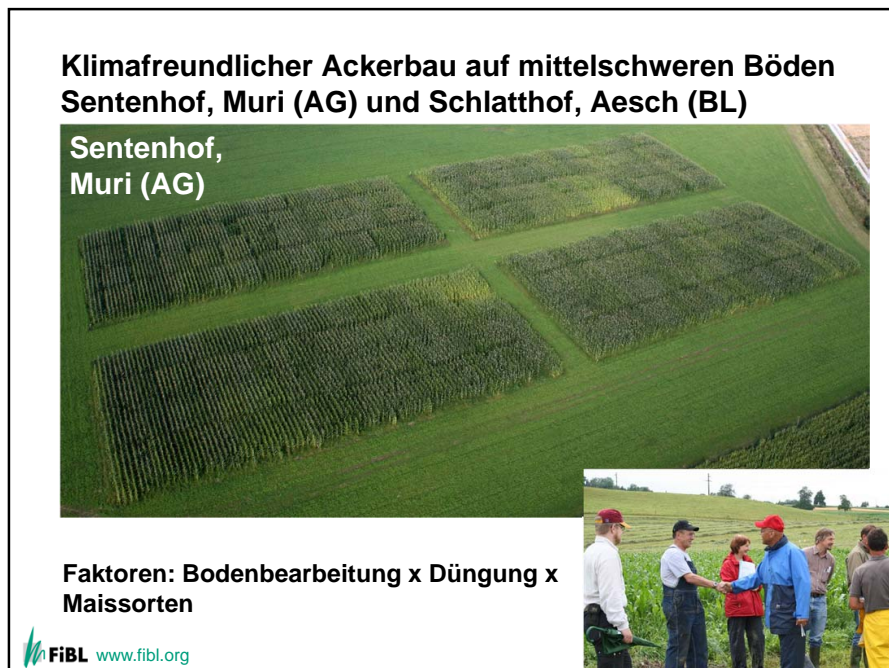 Klimafreundlicher Ackerbau auf mittelschweren Böden
Sentenhof, Muri (AG) und Schlatthof, Aesch (BL)
Sentenhof,
Muri (AG)
Faktoren: Bodenbearbeitung x Düngung x
Maissorten
FiBL www.fibl.org